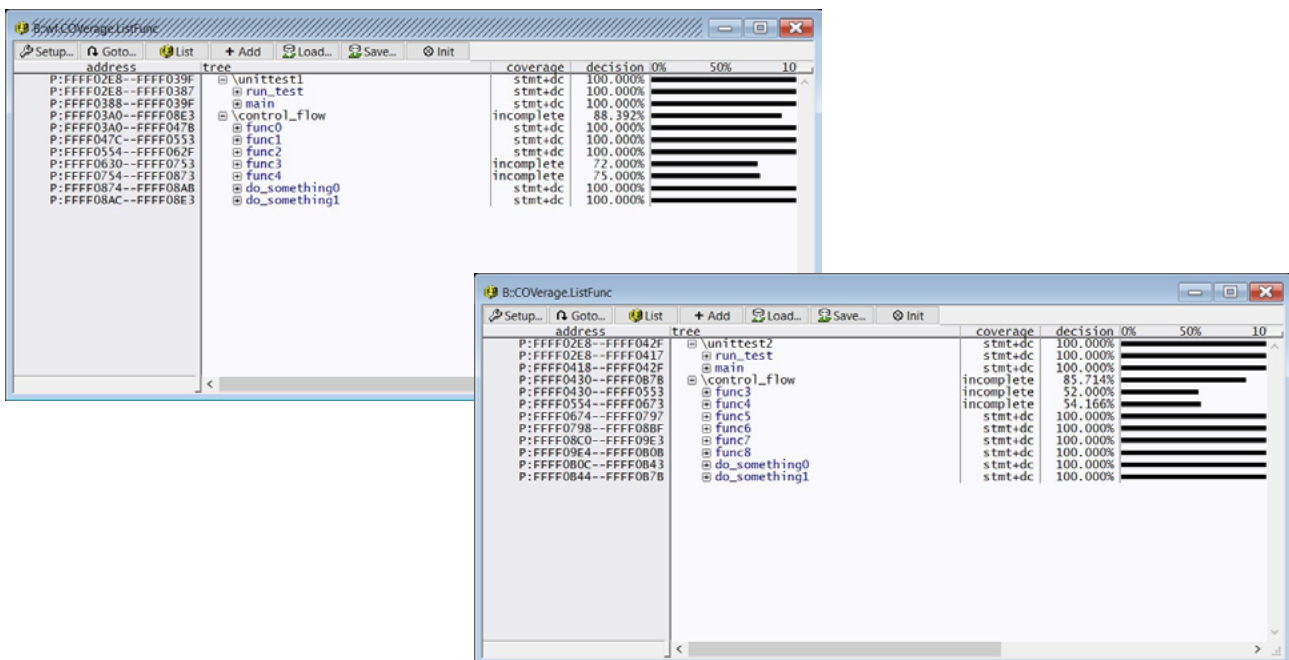 B::wf.COVerage.ListFunc
Setup... Goto... List Add Load... Save... Init
address tree coverage decision 0% 50% 10
P:FFFF02E8--FFFF039F \unittest1 stmt+dc 100.000%
P:FFFF02E8--FFFF0387 run_test stmt+dc 100.000%
P:FFFF0388--FFFF039F main stmt+dc 100.000%
P:FFFF03A0--FFFF08E3 \control_flow incomplete 88.392%
P:FFFF03A0--FFFF047B func0 stmt+dc 100.000%
P:FFFF047C--FFFF0553 func1 stmt+dc 100.000%
P:FFFF0554--FFFF062F func2 stmt+dc 100.000%
P:FFFF0630--FFFF0753 func3 incomplete 72.000%
P:FFFF0754--FFFF0873 func4 incomplete 75.000%
P:FFFF0874--FFFF08AB do_something0 stmt+dc 100.000%
P:FFFF08AC--FFFF08E3 do_something1 stmt+dc 100.000%
B::COVerage.ListFunc
Setup... Goto... List Add Load... Save... Init
address tree coverage decision 0% 50% 10
P:FFFF02E8--FFFF042F \unittest2 stmt+dc 100.000%
P:FFFF02E8--FFFF0417 run_test stmt+dc 100.000%
P:FFFF0418--FFFF042F main stmt+dc 100.000%
P:FFFF0430--FFFF0B7B \control_flow incomplete 85.714%
P:FFFF0430--FFFF0553 func3 incomplete 52.000%
P:FFFF0554--FFFF0673 func4 incomplete 54.166%
P:FFFF0674--FFFF0797 func5 stmt+dc 100.000%
P:FFFF0798--FFFF08BF func6 stmt+dc 100.000%
P:FFFF08C0--FFFF09E3 func7 stmt+dc 100.000%
P:FFFF09E4--FFFF0B0B func8 stmt+dc 100.000%
P:FFFF0B0C--FFFF0B43 do_something0 stmt+dc 100.000%
P:FFFF0B44--FFFF0B7B do_something1 stmt+dc 100.000%